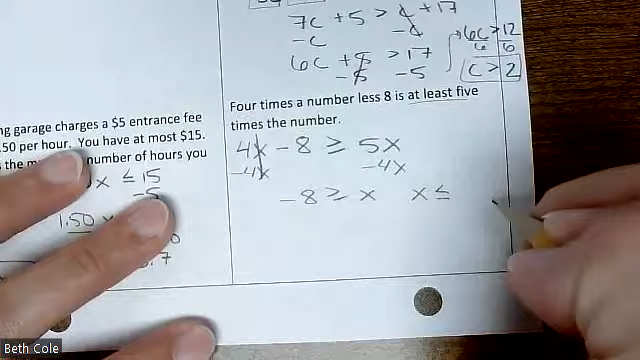 7c + 5 > c + 17
-c -c
6c + 5 > 17
-5 -5
6c > 12
6 6
c > 2
Four times a number less 8 is at least five
times the number.
4x - 8 ≥ 5x
-4x -4x
-8 ≥ x x ≤
ng garage charges a $5 entrance fee
.50 per hour. You have at most $15.
number of hours you
x ≤ 15
-5
1.50 x
Beth Cole